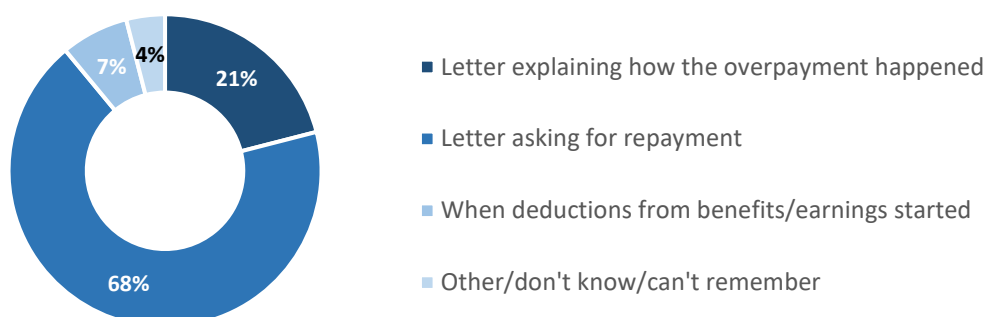 4%
7%
21%
68%
Letter explaining how the overpayment happened
Letter asking for repayment
When deductions from benefits/earnings started
Other/don't know/can't remember